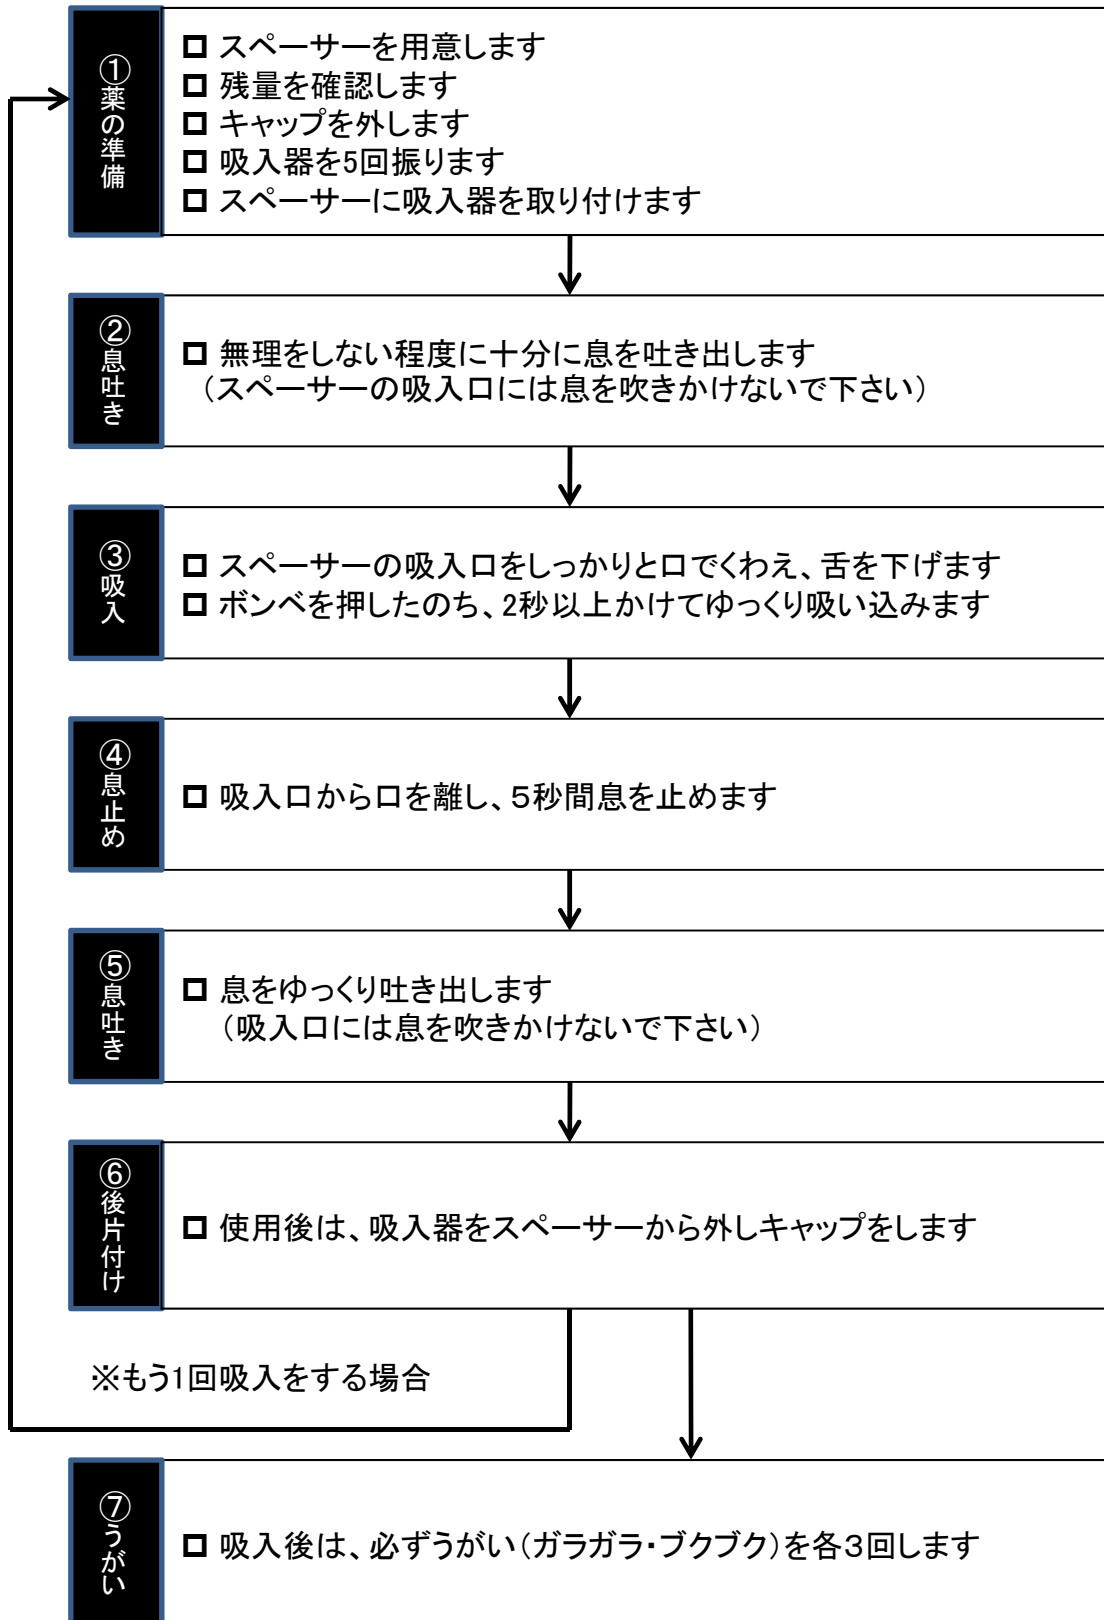 ①薬の準備
□ スペーサーを用意します
□ 残量を確認します
□ キャップを外します
□ 吸入器を5回振ります
□ スペーサーに吸入器を取り付けます
②息吐き
□ 無理をしない程度に十分に息を吐き出します
（スペーサーの吸入口には息を吹きかけないで下さい）
③吸入
□ スペーサーの吸入口をしっかりと口でくわえ、舌を下げます
□ ボンベを押したのち、2秒以上かけてゆっくり吸い込みます
④息止め
□ 吸入口から口を離し、５秒間息を止めます
⑤息吐き
□ 息をゆっくり吐き出します
（吸入口には息を吹きかけないで下さい）
⑥後片付け
□ 使用後は、吸入器をスペーサーから外しキャップをします
※もう1回吸入をする場合
⑦うがい
□ 吸入後は、必ずうがい（ガラガラ・ブクブク）を各３回します